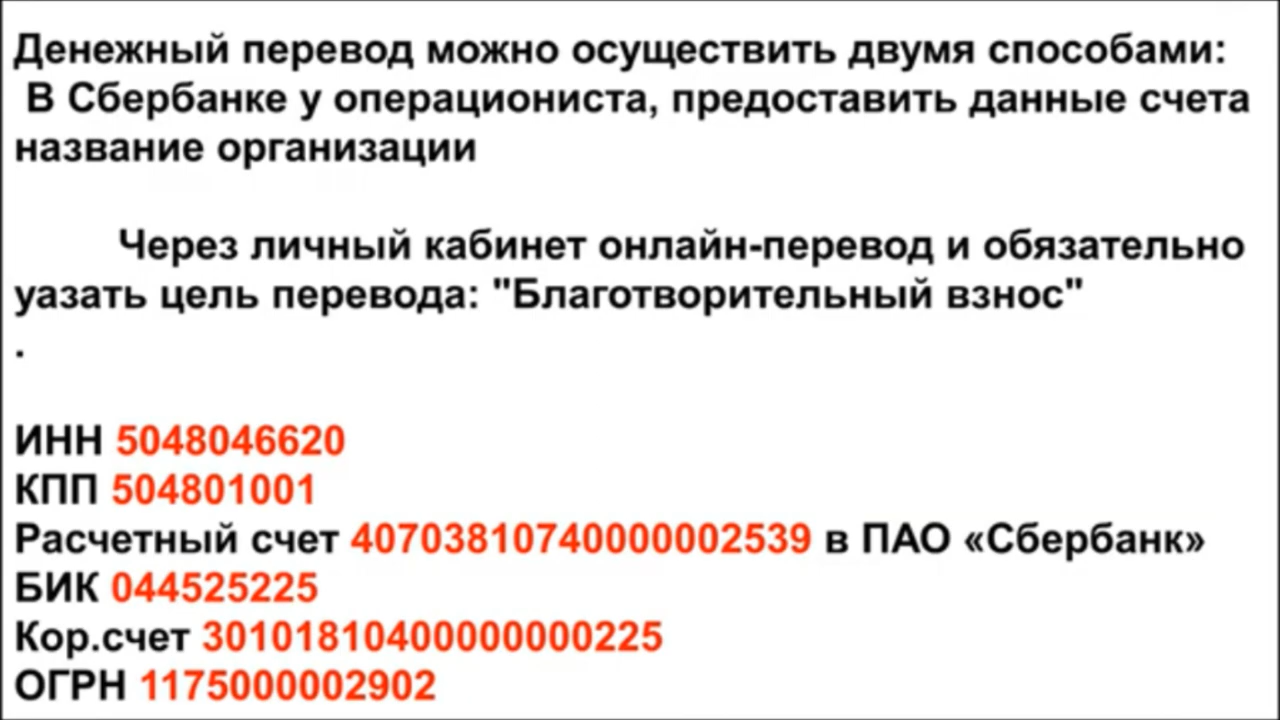 Денежный перевод можно осуществить двумя способами:
В Сбербанке у операциониста, предоставить данные счета
название организации
Через личный кабинет онлайн-перевод и обязательно
уазать цель перевода: "Благотворительный взнос"
.
ИНН 5048046620
КПП 504801001
Расчетный счет 40703810740000002539 в ПАО «Сбербанк»
БИК 044525225
Кор.счет 30101810400000000225
ОГРН 1175000002902